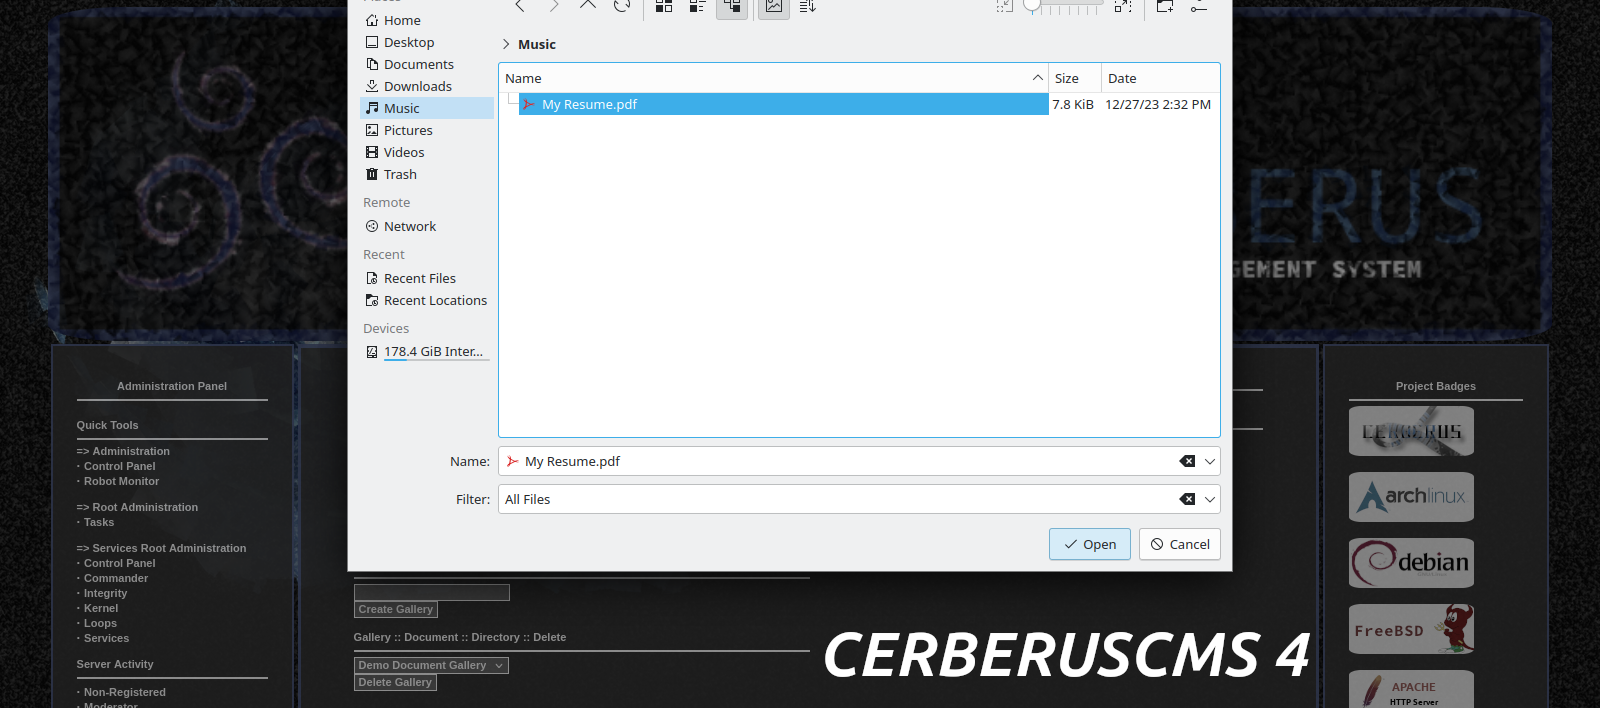 Home
Desktop
Documents
Downloads
Music
Pictures
Videos
Trash
Remote
Network
Recent
Recent Files
Recent Locations
Devices
178.4 GiB Inter...
Music
Name Size Date
My Resume.pdf 7.8 KiB 12/27/23 2:32 PM
Name: My Resume.pdf
Filter: All Files
Open Cancel
ERUS
GEMENT SYSTEM
Administration Panel
Quick Tools
=> Administration
· Control Panel
· Robot Monitor
=> Root Administration
· Tasks
=> Services Root Administration
· Control Panel
· Commander
· Integrity
· Kernel
· Loops
· Services
Server Activity
· Non-Registered
· Moderator
Create Gallery
Gallery :: Document :: Directory :: Delete
Demo Document Gallery
Delete Gallery
CERBERUSCMS 4
Project Badges
CERBERUS
archlinux
debian
FreeBSD
APACHE
HTTP Server